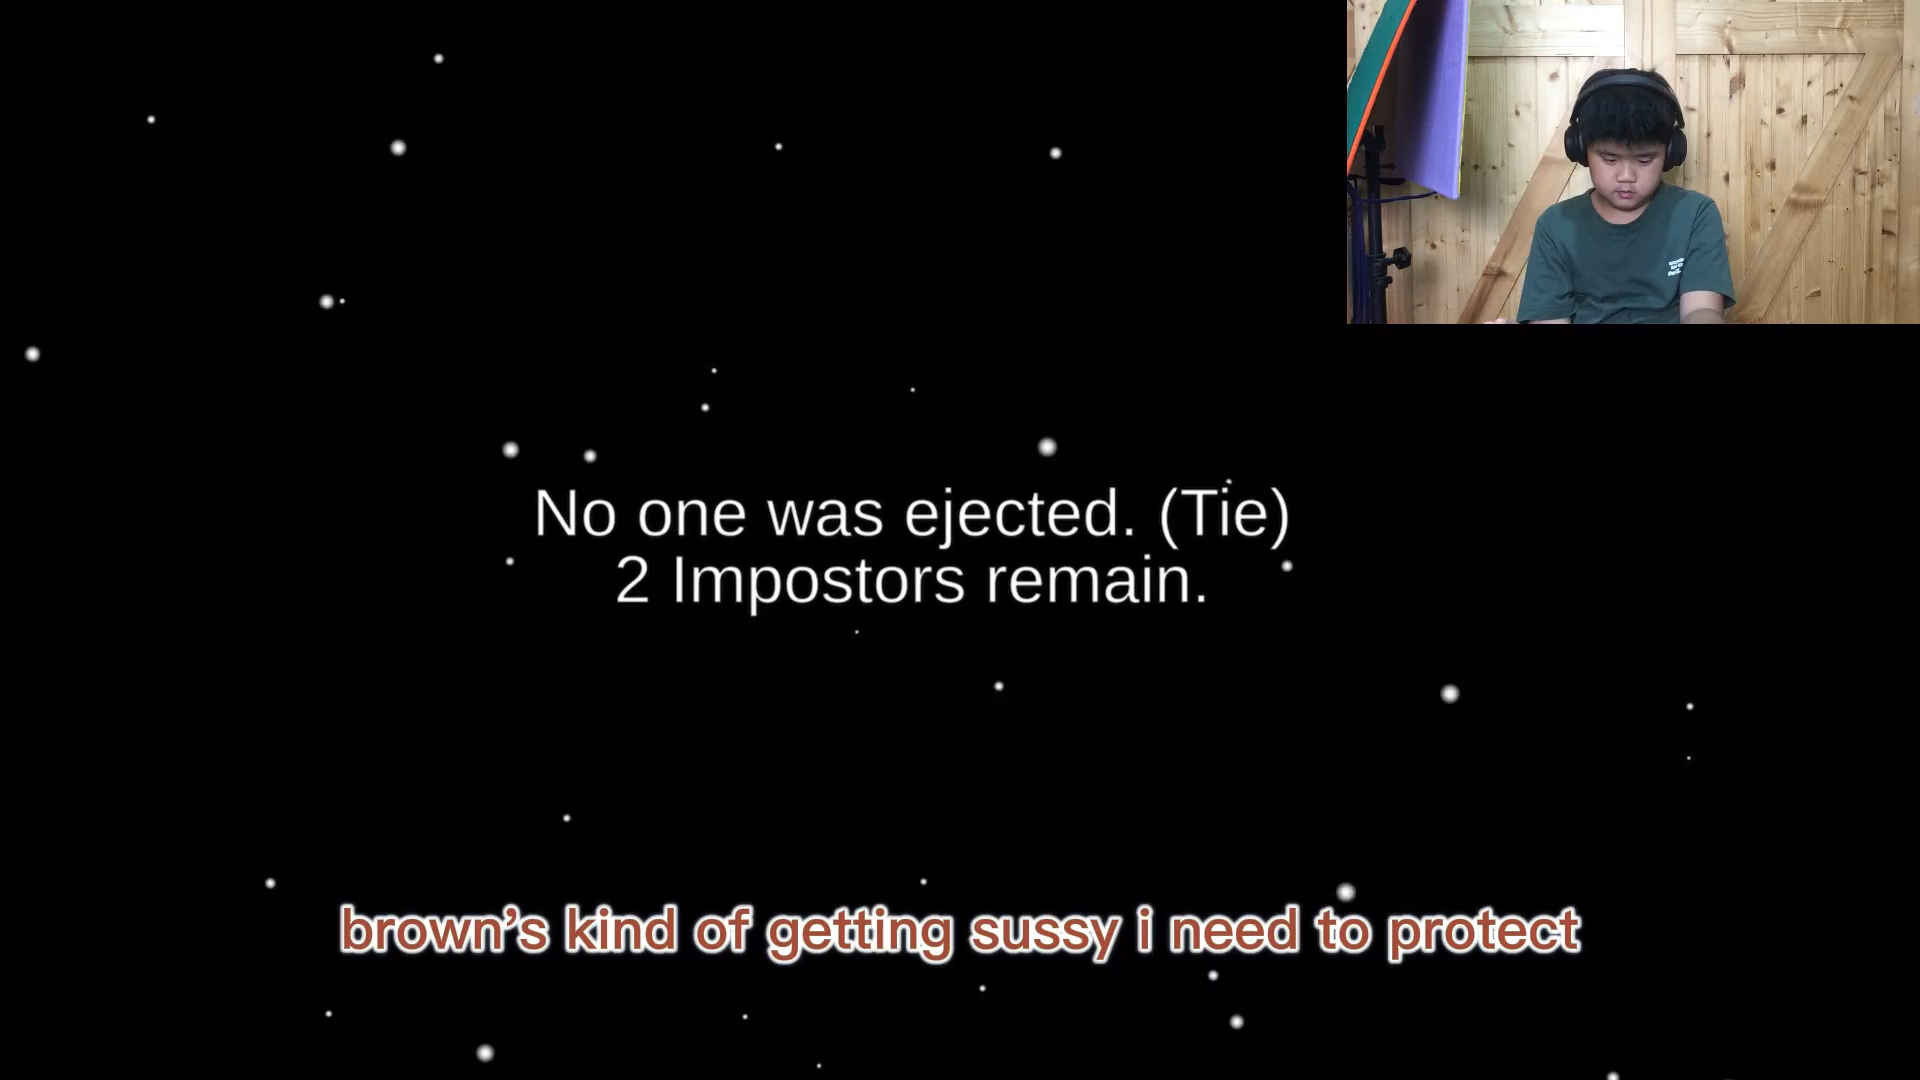 No one was ejected. (Tie)
2 Impostors remain.
brown’s kind of getting sussy i need to protect